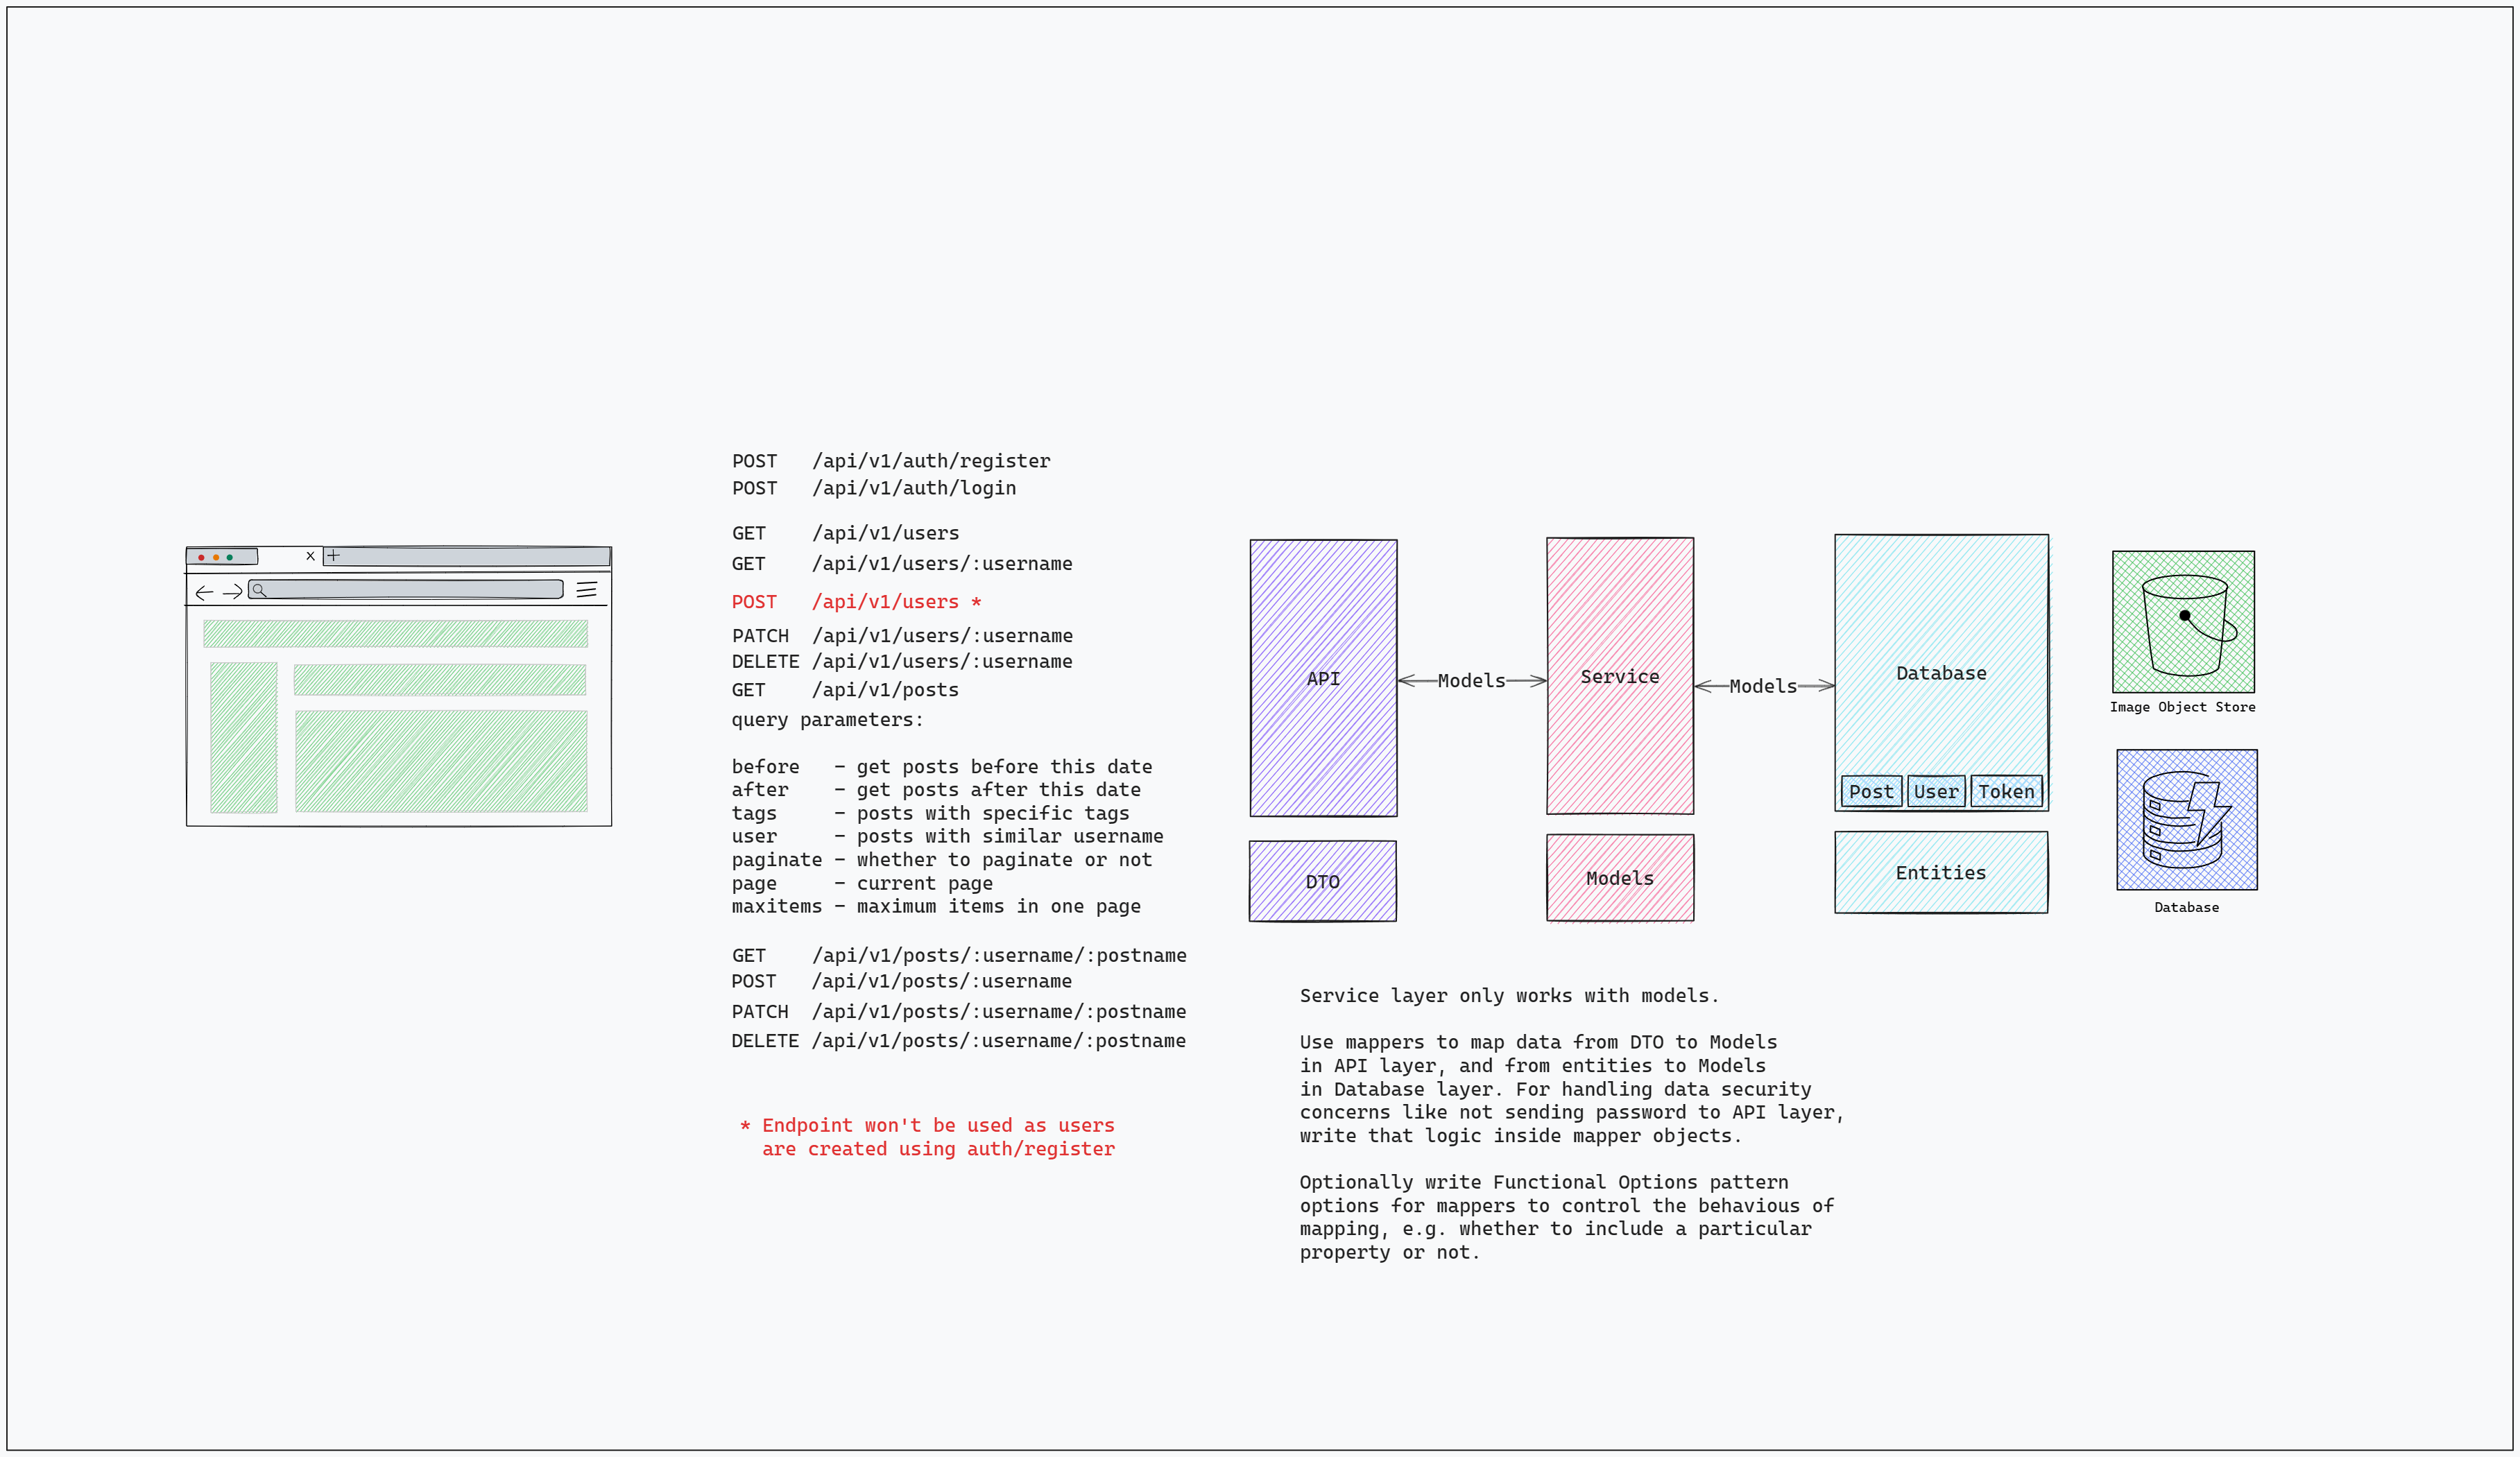 POST   /api/v1/auth/register
POST   /api/v1/auth/login
GET    /api/v1/users
GET    /api/v1/users/:username
POST   /api/v1/users *
PATCH  /api/v1/users/:username
DELETE /api/v1/users/:username
GET    /api/v1/posts
query parameters:
before   - get posts before this date
after    - get posts after this date
tags     - posts with specific tags
user     - posts with similar username
paginate - whether to paginate or not
page     - current page
maxitems - maximum items in one page
GET    /api/v1/posts/:username/:postname
POST   /api/v1/posts/:username
PATCH  /api/v1/posts/:username/:postname
DELETE /api/v1/posts/:username/:postname
* Endpoint won't be used as users
are created using auth/register
API
Models
Service
Models
Database
Post
User
Token
DTO
Models
Entities
Image Object Store
Database
Service layer only works with models.
Use mappers to map data from DTO to Models
in API layer, and from entities to Models
in Database layer. For handling data security
concerns like not sending password to API layer,
write that logic inside mapper objects.
Optionally write Functional Options pattern
options for mappers to control the behavious of
mapping, e.g. whether to include a particular
property or not.